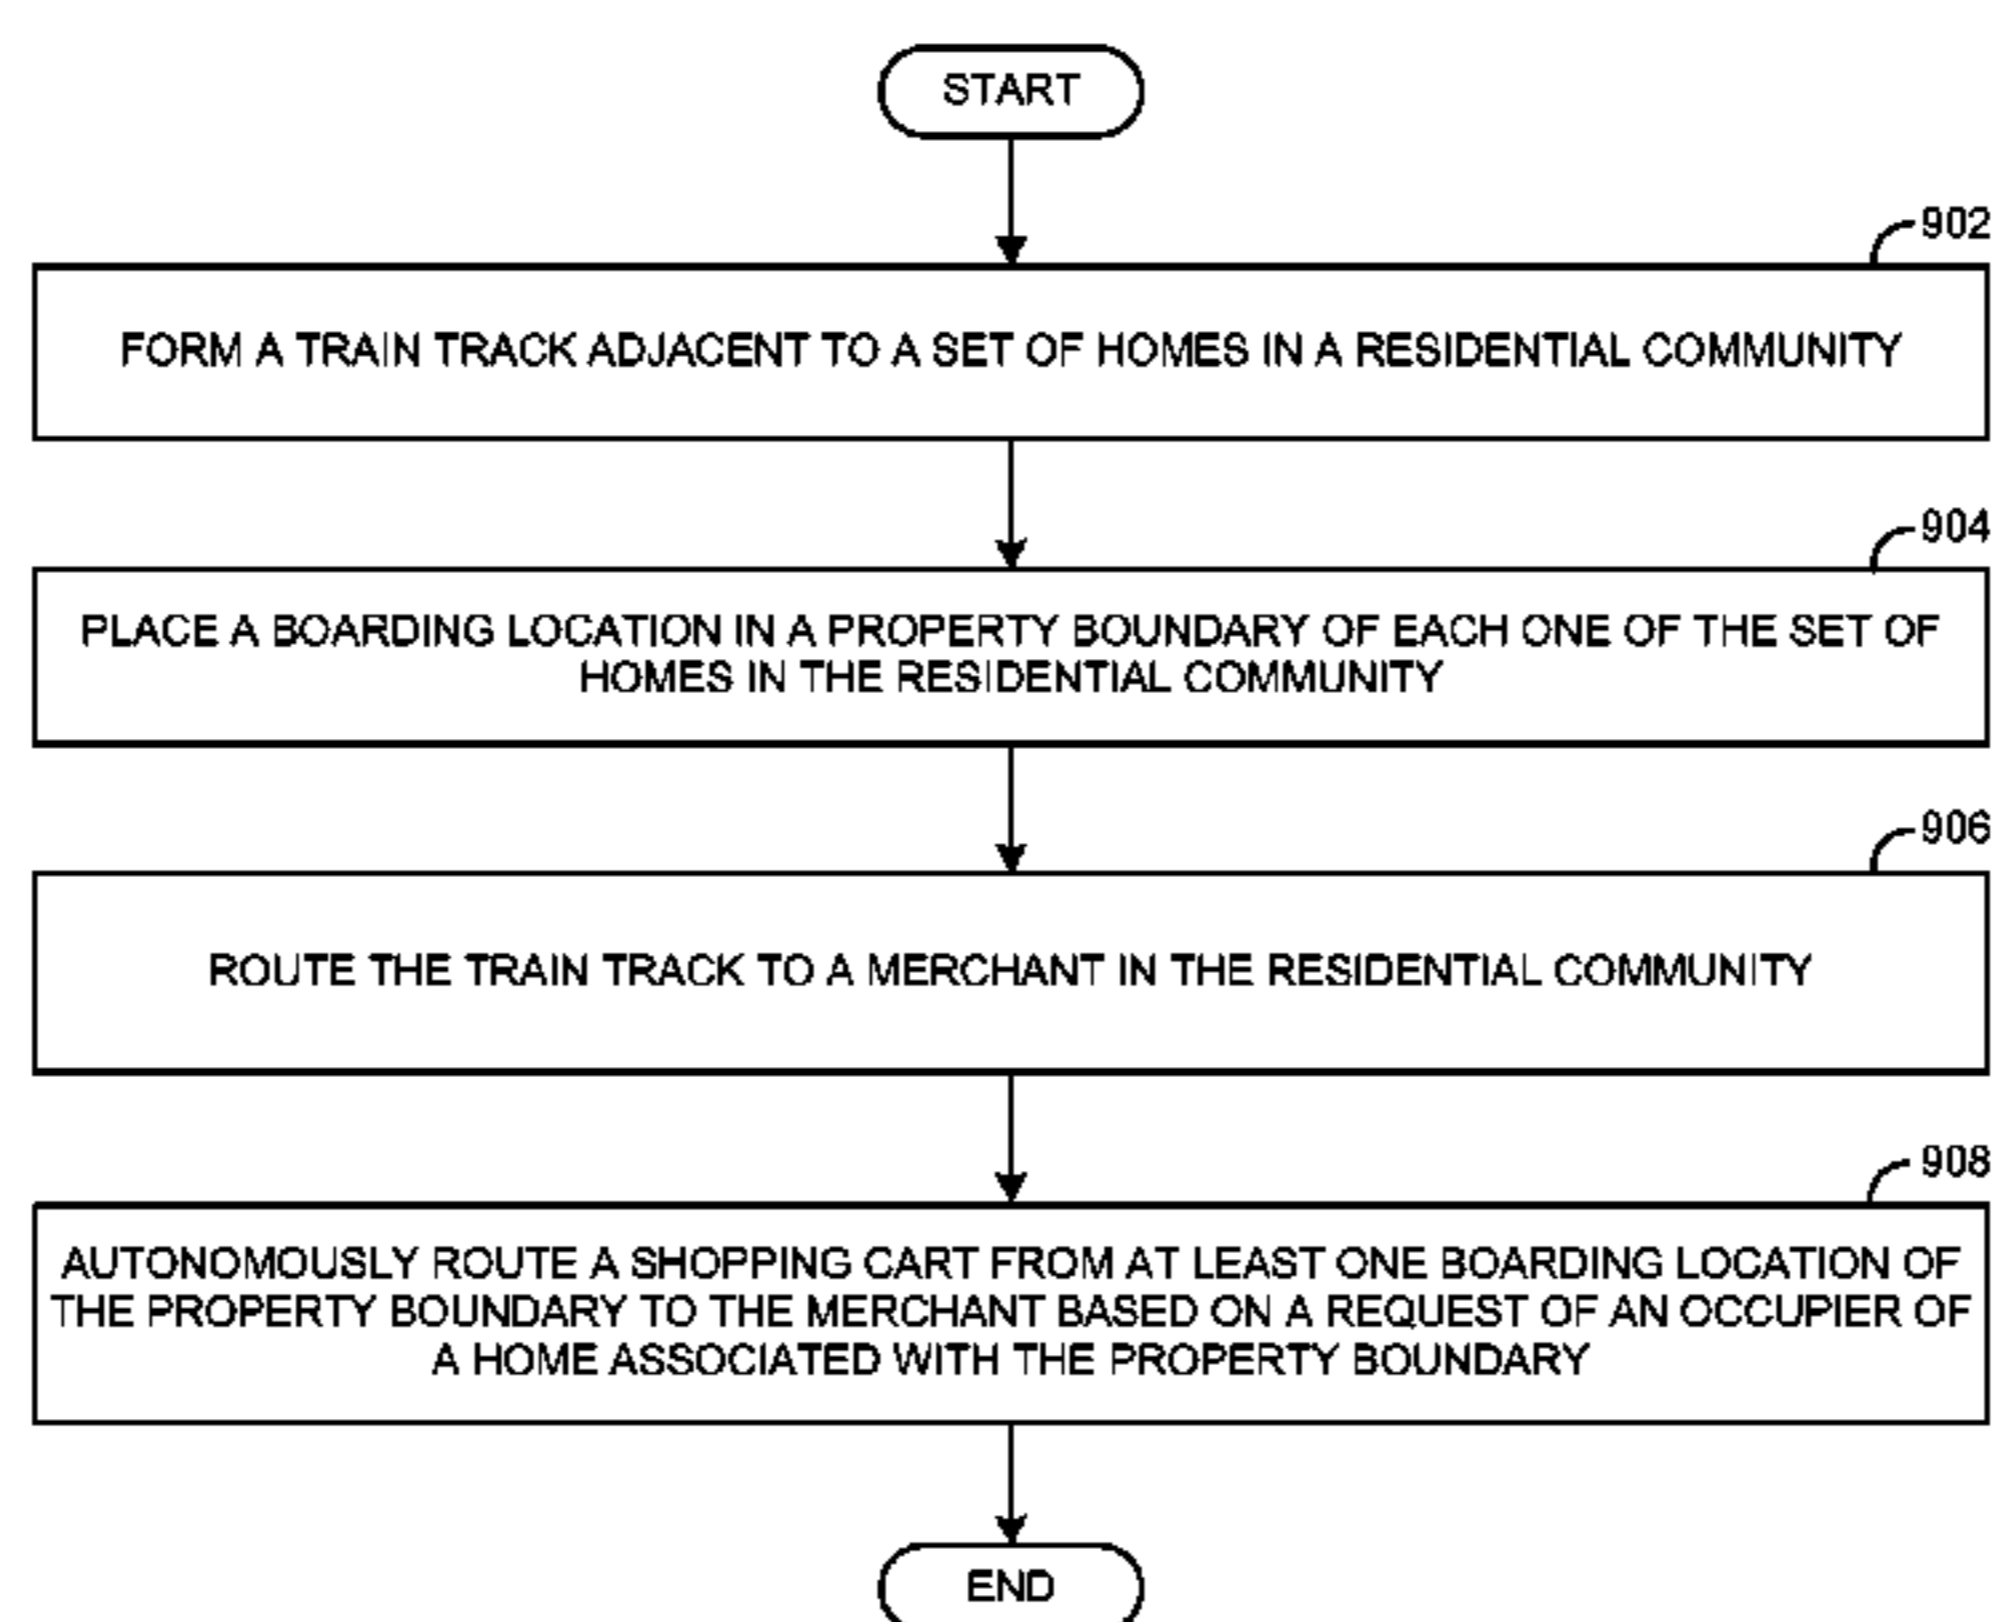 START
902
FORM A TRAIN TRACK ADJACENT TO A SET OF HOMES IN A RESIDENTIAL COMMUNITY
904
PLACE A BOARDING LOCATION IN A PROPERTY BOUNDARY OF EACH ONE OF THE SET OF
HOMES IN THE RESIDENTIAL COMMUNITY
906
ROUTE THE TRAIN TRACK TO A MERCHANT IN THE RESIDENTIAL COMMUNITY
908
AUTONOMOUSLY ROUTE A SHOPPING CART FROM AT LEAST ONE BOARDING LOCATION OF
THE PROPERTY BOUNDARY TO THE MERCHANT BASED ON A REQUEST OF AN OCCUPIER OF
A HOME ASSOCIATED WITH THE PROPERTY BOUNDARY
END